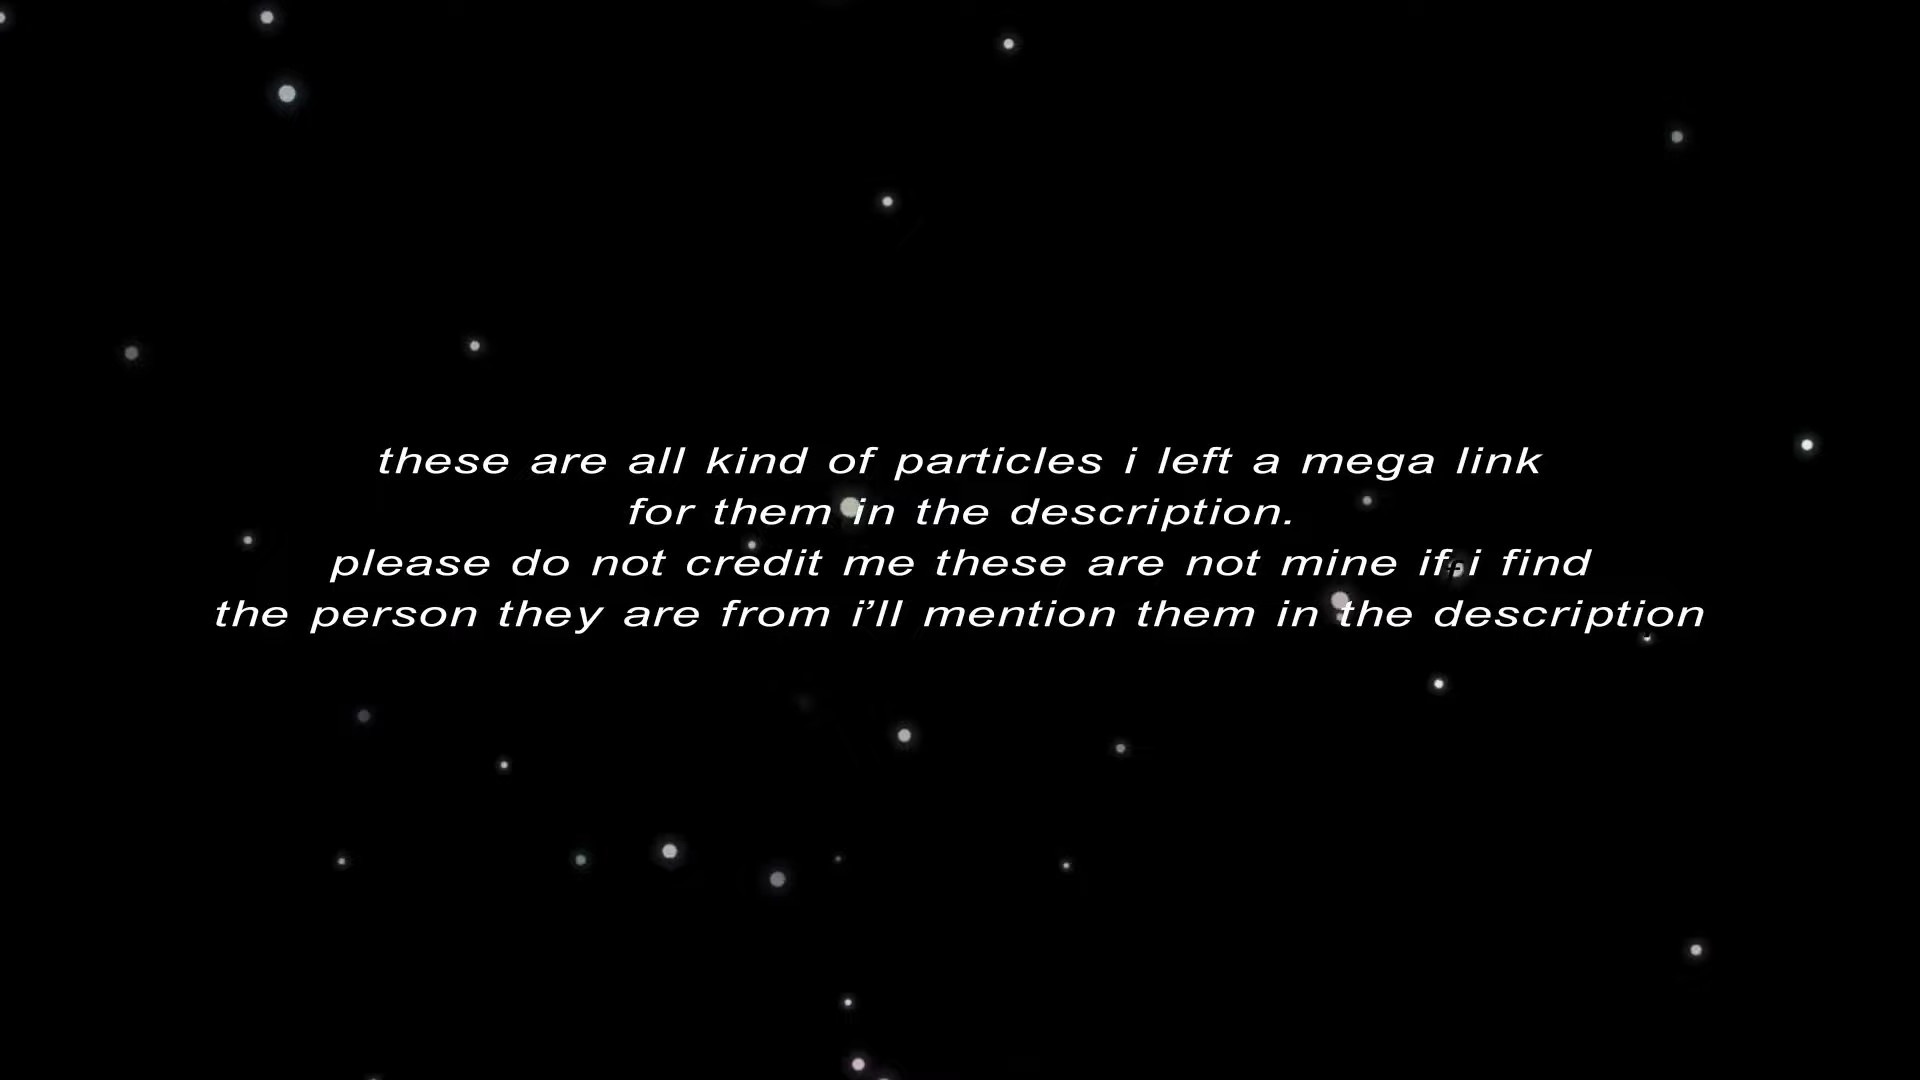 these are all kind of particles i left a mega link
for them in the description.
please do not credit me these are not mine if i find
the person they are from i’ll mention them in the description